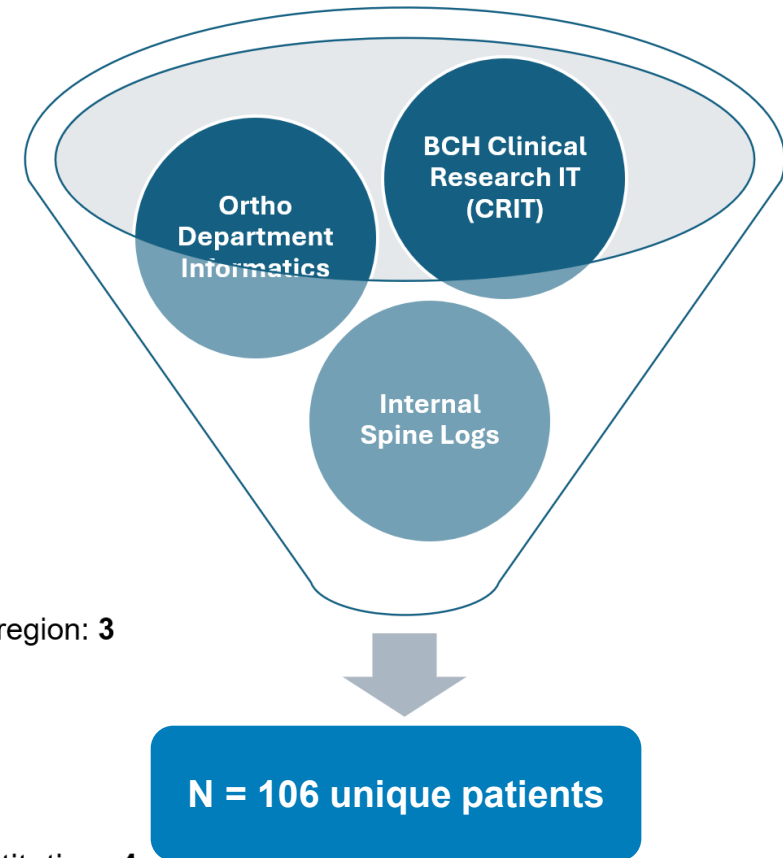 BCH Clinical
Research IT
(CRIT)
Ortho
Department
Informatics
Internal
Spine Logs
region: 3
N = 106 unique patients